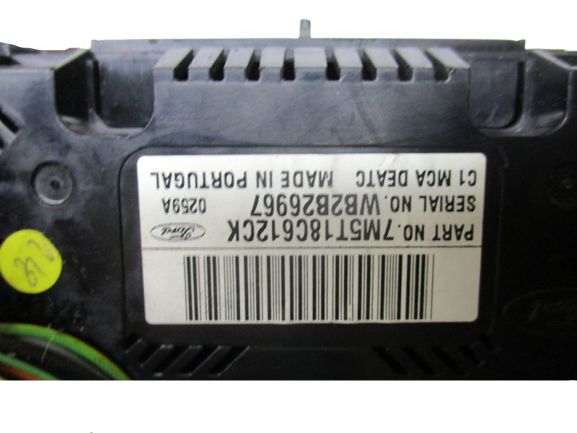 PART NO. 7M5T18C612CK Ford
SERIAL NO. WB2B26967 0259A
C1 MCA DEATC MADE IN PORTUGAL